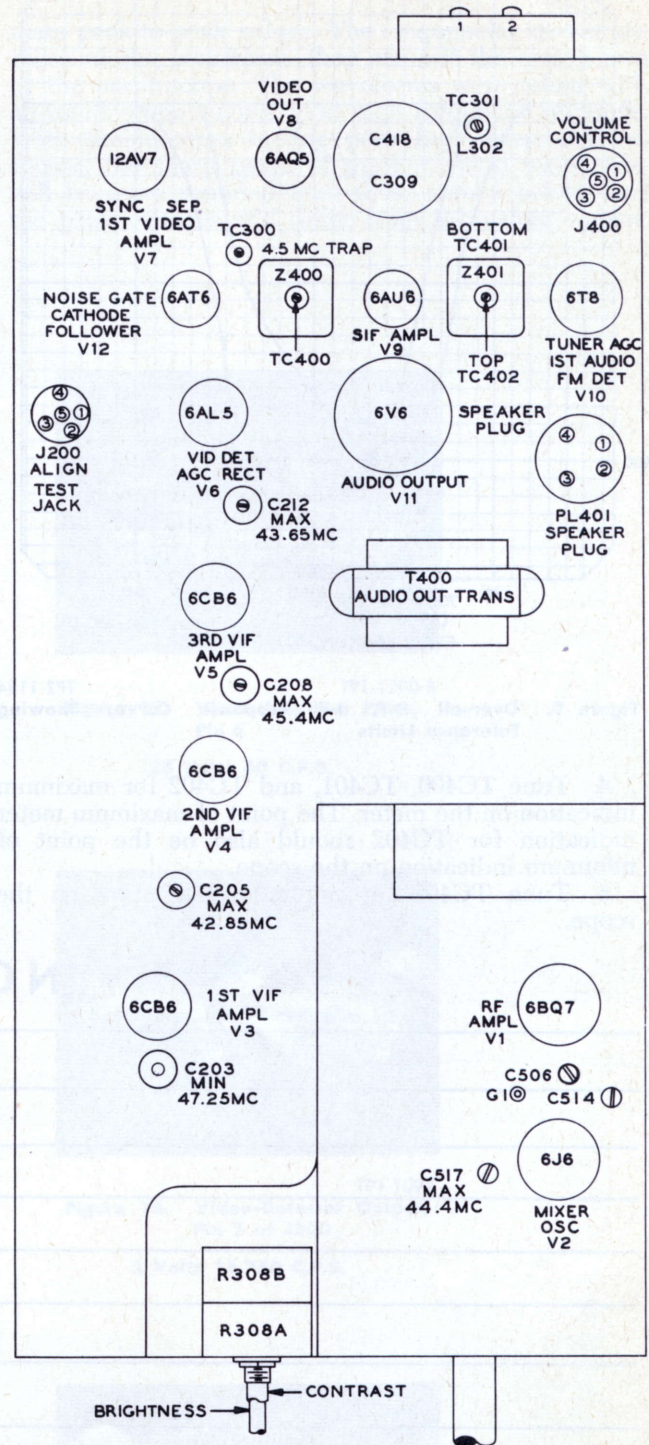 1 2
VIDEO
OUT
V8
TC301
VOLUME
CONTROL
12AV7
6AQ5
C418
C309
L302
4 1
5
3 2
J400
SYNC SEP
1ST VIDEO
AMPL
V7
TC300
4.5 MC TRAP
BOTTOM
TC401
Z400
Z401
NOISE GATE
CATHODE
FOLLOWER
V12
6AT6
6AU6
6T8
SIF AMPL
V9
TC400
TOP
TC402
TUNER AGC
1ST AUDIO
FM DET
V10
4
3 5 1
2
J200
ALIGN
TEST
JACK
6AL5
6V6
SPEAKER
PLUG
4 1
3 2
VID DET
AGC RECT
V6
AUDIO OUTPUT
V11
PL401
SPEAKER
PLUG
C212
MAX
43.65MC
T400
AUDIO OUT TRANS
6CB6
3RD VIF
AMPL
V5
C208
MAX
45.4MC
6CB6
2ND VIF
AMPL
C205
MAX
42.85MC
6CB6
1ST VIF
AMPL
V3
RF
AMPL
V1
6BQ7
C203
MIN
47.25MC
C506
G1 C514
C517
MAX
44.4MC
6J6
MIXER
OSC
V2
R308B
R308A
CONTRAST
BRIGHTNESS